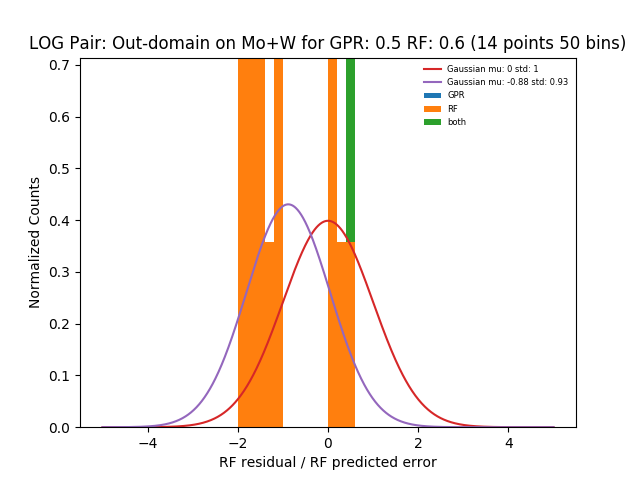 LOG Pair: Out-domain on Mo+W for GPR: 0.5 RF: 0.6 (14 points 50 bins)
Gaussian mu: 0 std: 1
Gaussian mu: -0.88 std: 0.93
GPR
RF
both
Normalized Counts
0.7
0.6
0.5
0.4
0.3
0.2
0.1
0.0
−4 −2 0 2 4
RF residual / RF predicted error